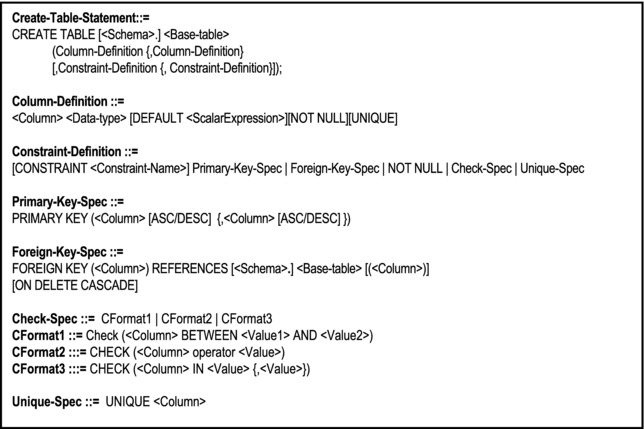 Create-Table-Statement::=
CREATE TABLE [<Schema>.] <Base-table>
(Column-Definition {,Column-Definition}
[,Constraint-Definition {, Constraint-Definition}]);
Column-Definition ::=
<Column> <Data-type> [DEFAULT <ScalarExpression>][NOT NULL][UNIQUE]
Constraint-Definition ::=
[CONSTRAINT <Constraint-Name>] Primary-Key-Spec | Foreign-Key-Spec | NOT NULL | Check-Spec | Unique-Spec
Primary-Key-Spec ::=
PRIMARY KEY (<Column> [ASC/DESC] {,<Column> [ASC/DESC] })
Foreign-Key-Spec ::=
FOREIGN KEY (<Column>) REFERENCES [<Schema>.] <Base-table> [(<Column>)]
[ON DELETE CASCADE]
Check-Spec ::= CFormat1 | CFormat2 | CFormat3
CFormat1 ::= Check (<Column> BETWEEN <Value1> AND <Value2>)
CFormat2 :::= CHECK (<Column> operator <Value>)
CFormat3 :::= CHECK (<Column> IN <Value> {,<Value>})
Unique-Spec ::= UNIQUE <Column>